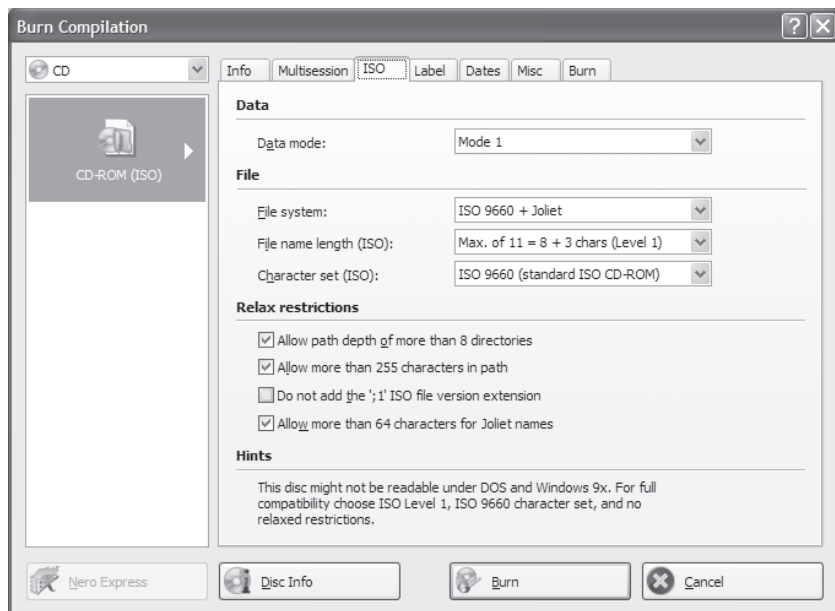 Burn Compilation
CD
CD-ROM (ISO)
Info Multisession ISO Label Dates Misc Burn
Data
Data mode: Mode 1
File
File system: ISO 9660 + Joliet
File name length (ISO): Max. of 11 = 8 + 3 chars (Level 1)
Character set (ISO): ISO 9660 (standard ISO CD-ROM)
Relax restrictions
Allow path depth of more than 8 directories
Allow more than 255 characters in path
Do not add the ';1' ISO file version extension
Allow more than 64 characters for Joliet names
Hints
This disc might not be readable under DOS and Windows 9x. For full
compatibility choose ISO Level 1, ISO 9660 character set, and no
relaxed restrictions.
Nero Express Disc Info Burn Cancel